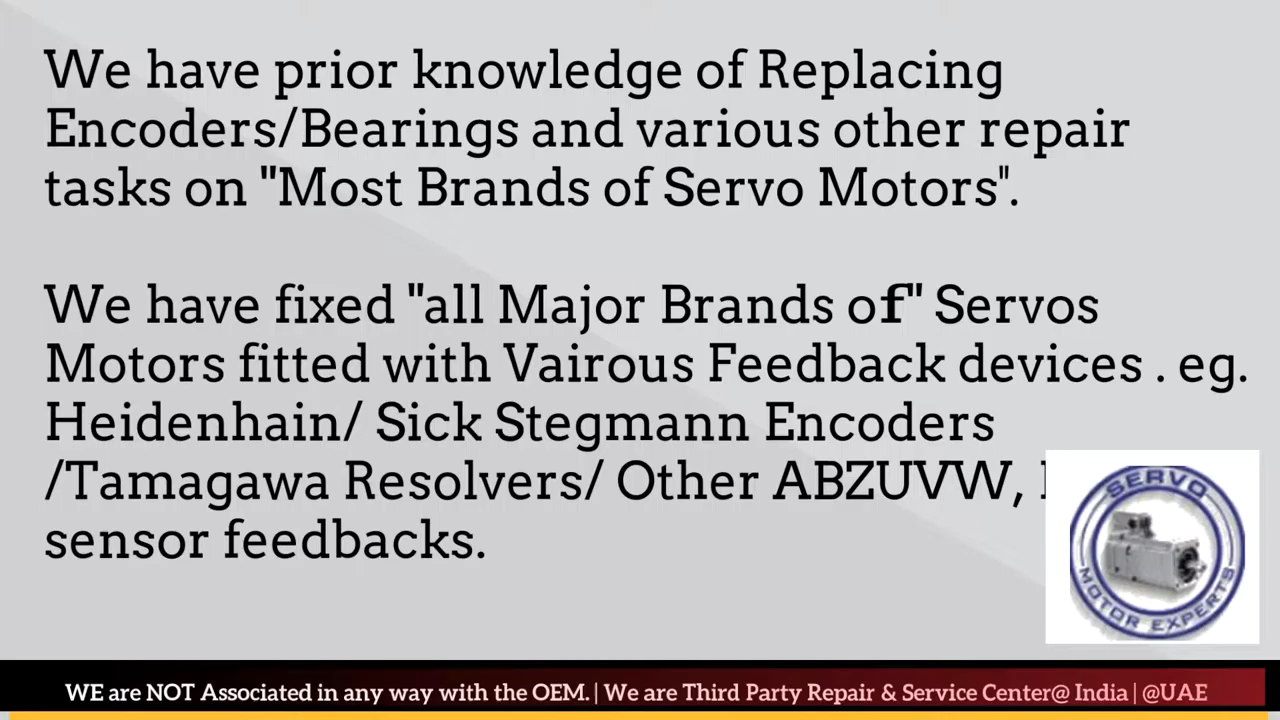 We have prior knowledge of Replacing
Encoders/Bearings and various other repair
tasks on "Most Brands of Servo Motors".
We have fixed "all Major Brands of" Servos
Motors fitted with Vairous Feedback devices . eg.
Heidenhain/ Sick Stegmann Encoders
/Tamagawa Resolvers/ Other ABZUVW,
sensor feedbacks.
SERVO
MOTOR EXPERTS
WE are NOT Associated in any way with the OEM. | We are Third Party Repair & Service Center@ India | @UAE